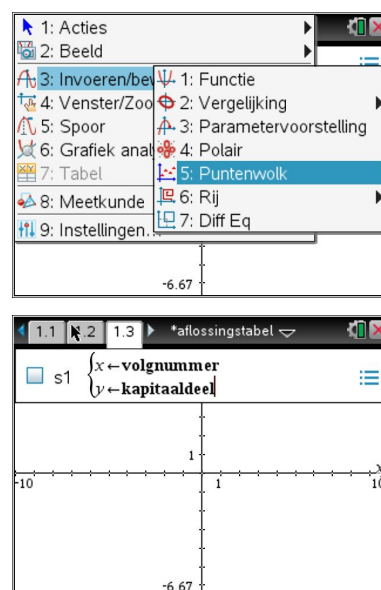 1: Acties
2: Beeld
3: Invoeren/bew
1: Functie
4: Venster/Zoo
2: Vergelijking
5: Spoor
3: Parametervoorstelling
6: Grafiek anal
4: Polair
7: Tabel
5: Puntenwolk
8: Meetkunde
6: Rij
9: Instellingen...
7: Diff Eq
-6.67
1.1 1.2 1.3 *aflossingstabel
s1 x←volgnummer
y←kapitaaldeel
1
x
-10 1 10
-6.67